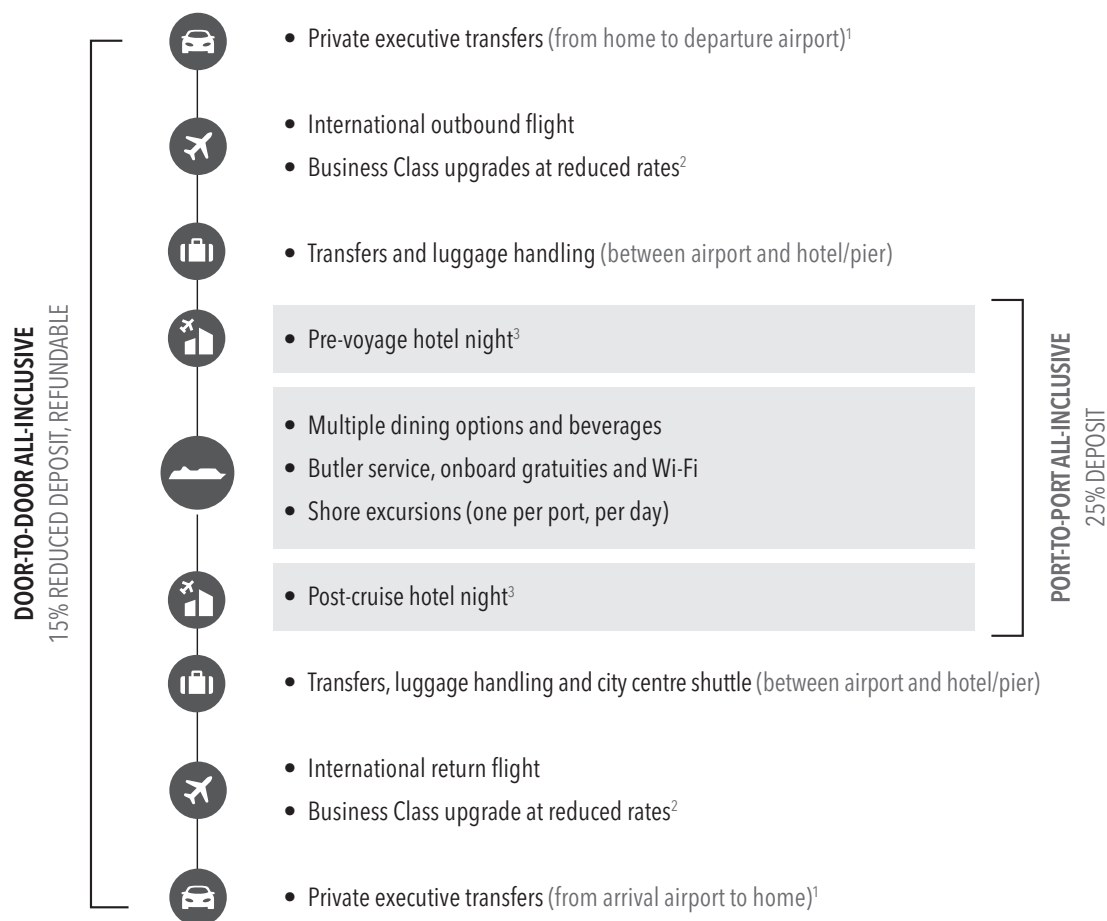 • Private executive transfers (from home to departure airport)¹
• International outbound flight
• Business Class upgrades at reduced rates²
• Transfers and luggage handling (between airport and hotel/pier)
DOOR-TO-DOOR ALL-INCLUSIVE
15% REDUCED DEPOSIT, REFUNDABLE
• Pre-voyage hotel night³
• Multiple dining options and beverages
• Butler service, onboard gratuities and Wi-Fi
• Shore excursions (one per port, per day)
• Post-cruise hotel night³
PORT-TO-PORT ALL-INCLUSIVE
25% DEPOSIT
• Transfers, luggage handling and city centre shuttle (between airport and hotel/pier)
• International return flight
• Business Class upgrade at reduced rates²
• Private executive transfers (from arrival airport to home)¹